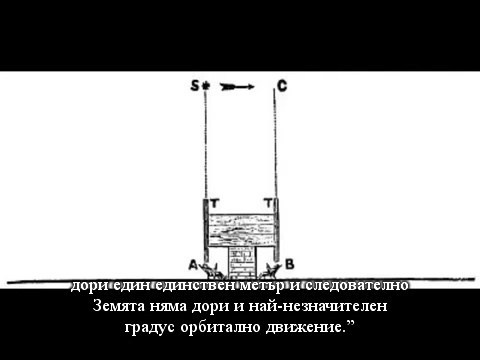 S C
T T
A B
дори един единствен метър и следователно
Земята няма дори и най-незначителен
градус орбитално движение.”